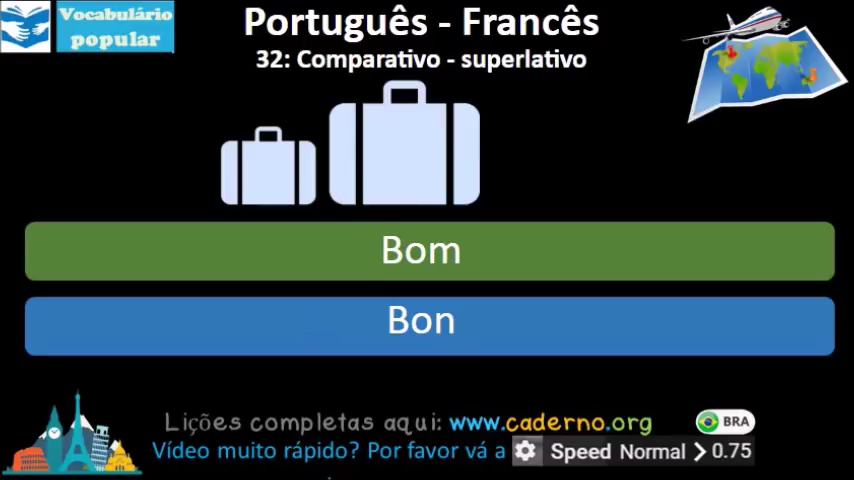 Vocabulário
popular
Português - Francês
32: Comparativo - superlativo
Bom
Bon
Lições completas aqui: www.caderno.org
BRA
Vídeo muito rápido? Por favor vá a Speed Normal > 0.75